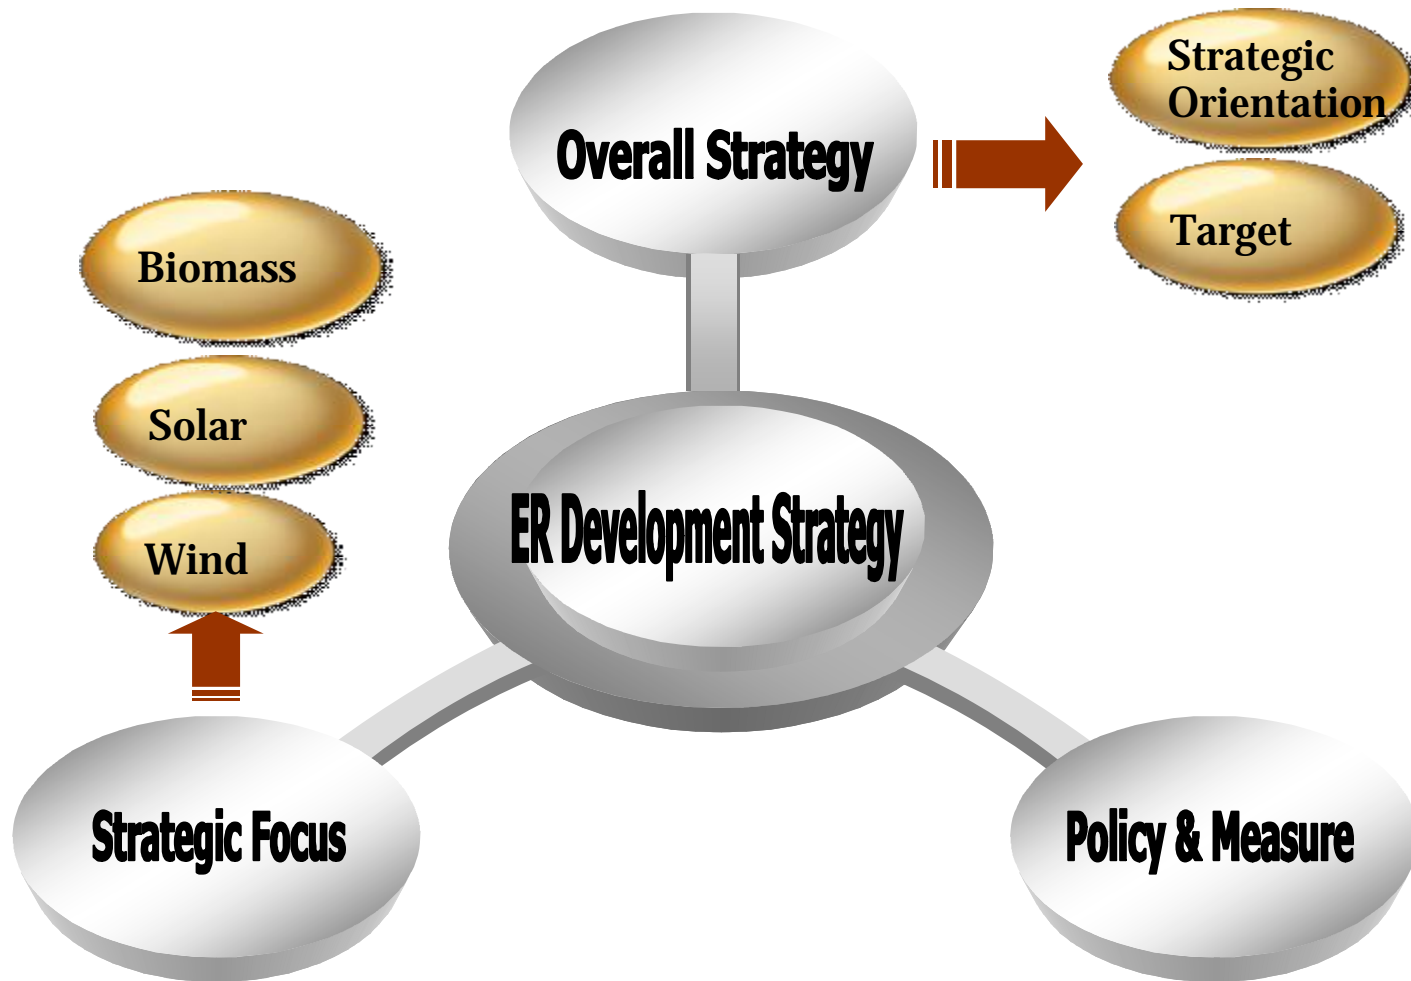 Overall Strategy
Strategic
Orientation
Target
Biomass
Solar
Wind
ER Development Strategy
Strategic Focus
Policy & Measure